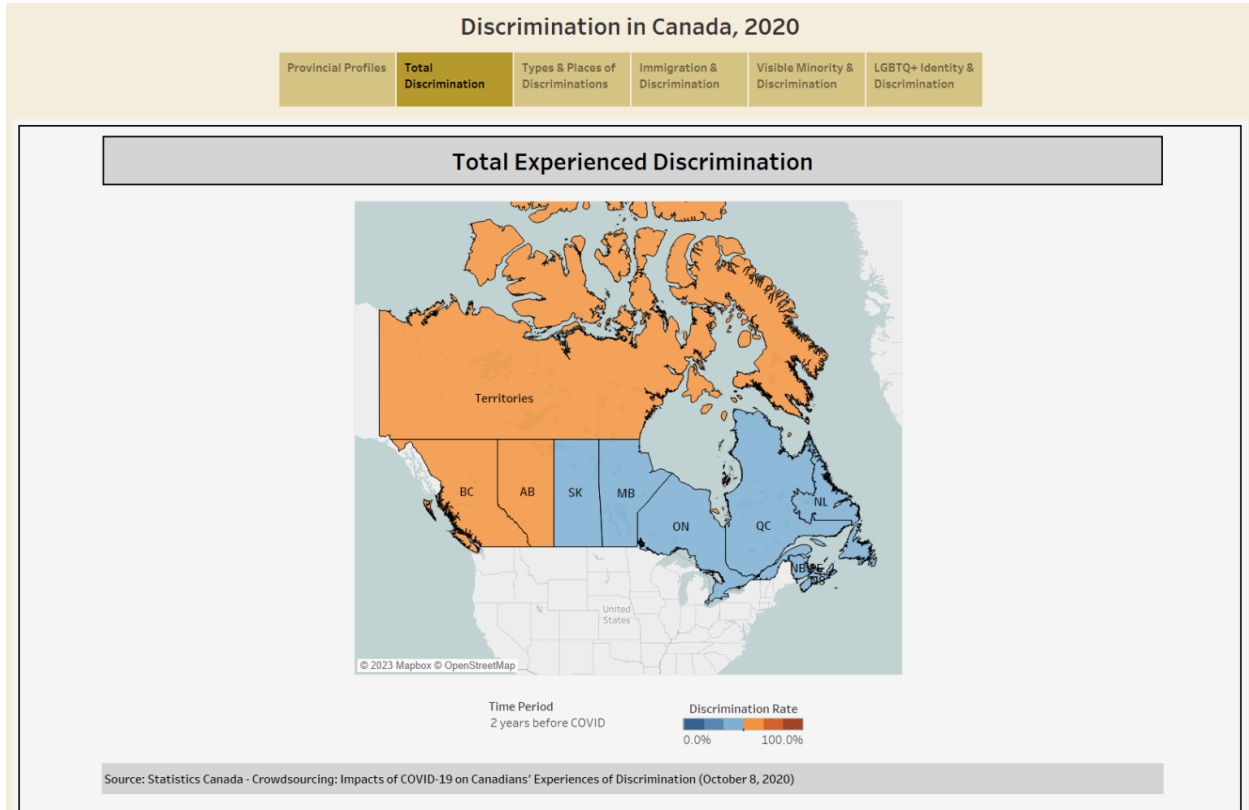 Discrimination in Canada, 2020
Provincial Profiles
Total
Discrimination
Types & Places of
Discriminations
Immigration &
Discrimination
Visible Minority &
Discrimination
LGBTQ+ Identity &
Discrimination
Total Experienced Discrimination
Territories
BC
AB
SK
MB
ON
QC
NL
NB
PE
NS
United
States
© 2023 Mapbox © OpenStreetMap
Time Period
2 years before COVID
Discrimination Rate
0.0%
100.0%
Source: Statistics Canada - Crowdsourcing: Impacts of COVID-19 on Canadians' Experiences of Discrimination (October 8, 2020)